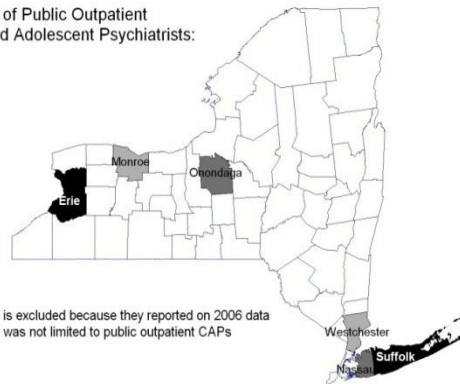 of Public Outpatient
d Adolescent Psychiatrists:
Monroe
Onondaga
Erie
is excluded because they reported on 2006 data
was not limited to public outpatient CAPs
Westchester
Suffolk
Nassau